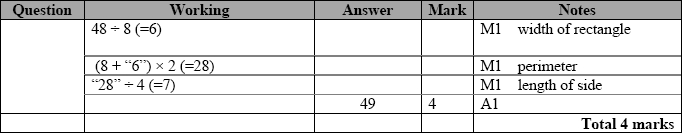 Question Working Answer Mark Notes
48 ÷ 8 (=6) M1 width of rectangle
(8 + “6”) × 2 (=28) M1 perimeter
“28” ÷ 4 (=7) M1 length of side
49 4 A1
Total 4 marks